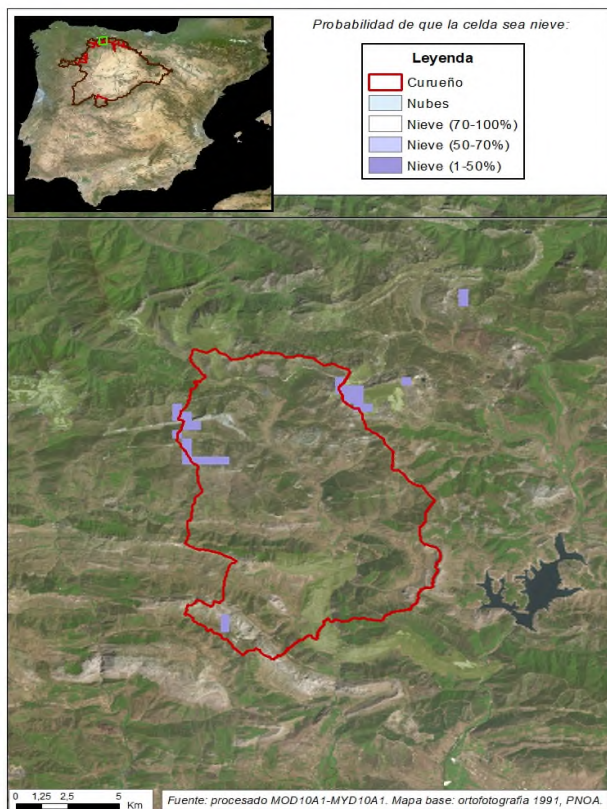 Probabilidad de que la celda sea nieve:
Leyenda
Curueño
Nubes
Nieve (70-100%)
Nieve (50-70%)
Nieve (1-50%)
0 1,25 2,5 5
Km
Fuente: procesado MOD10A1-MYD10A1. Mapa base: ortofotografía 1991, PNOA